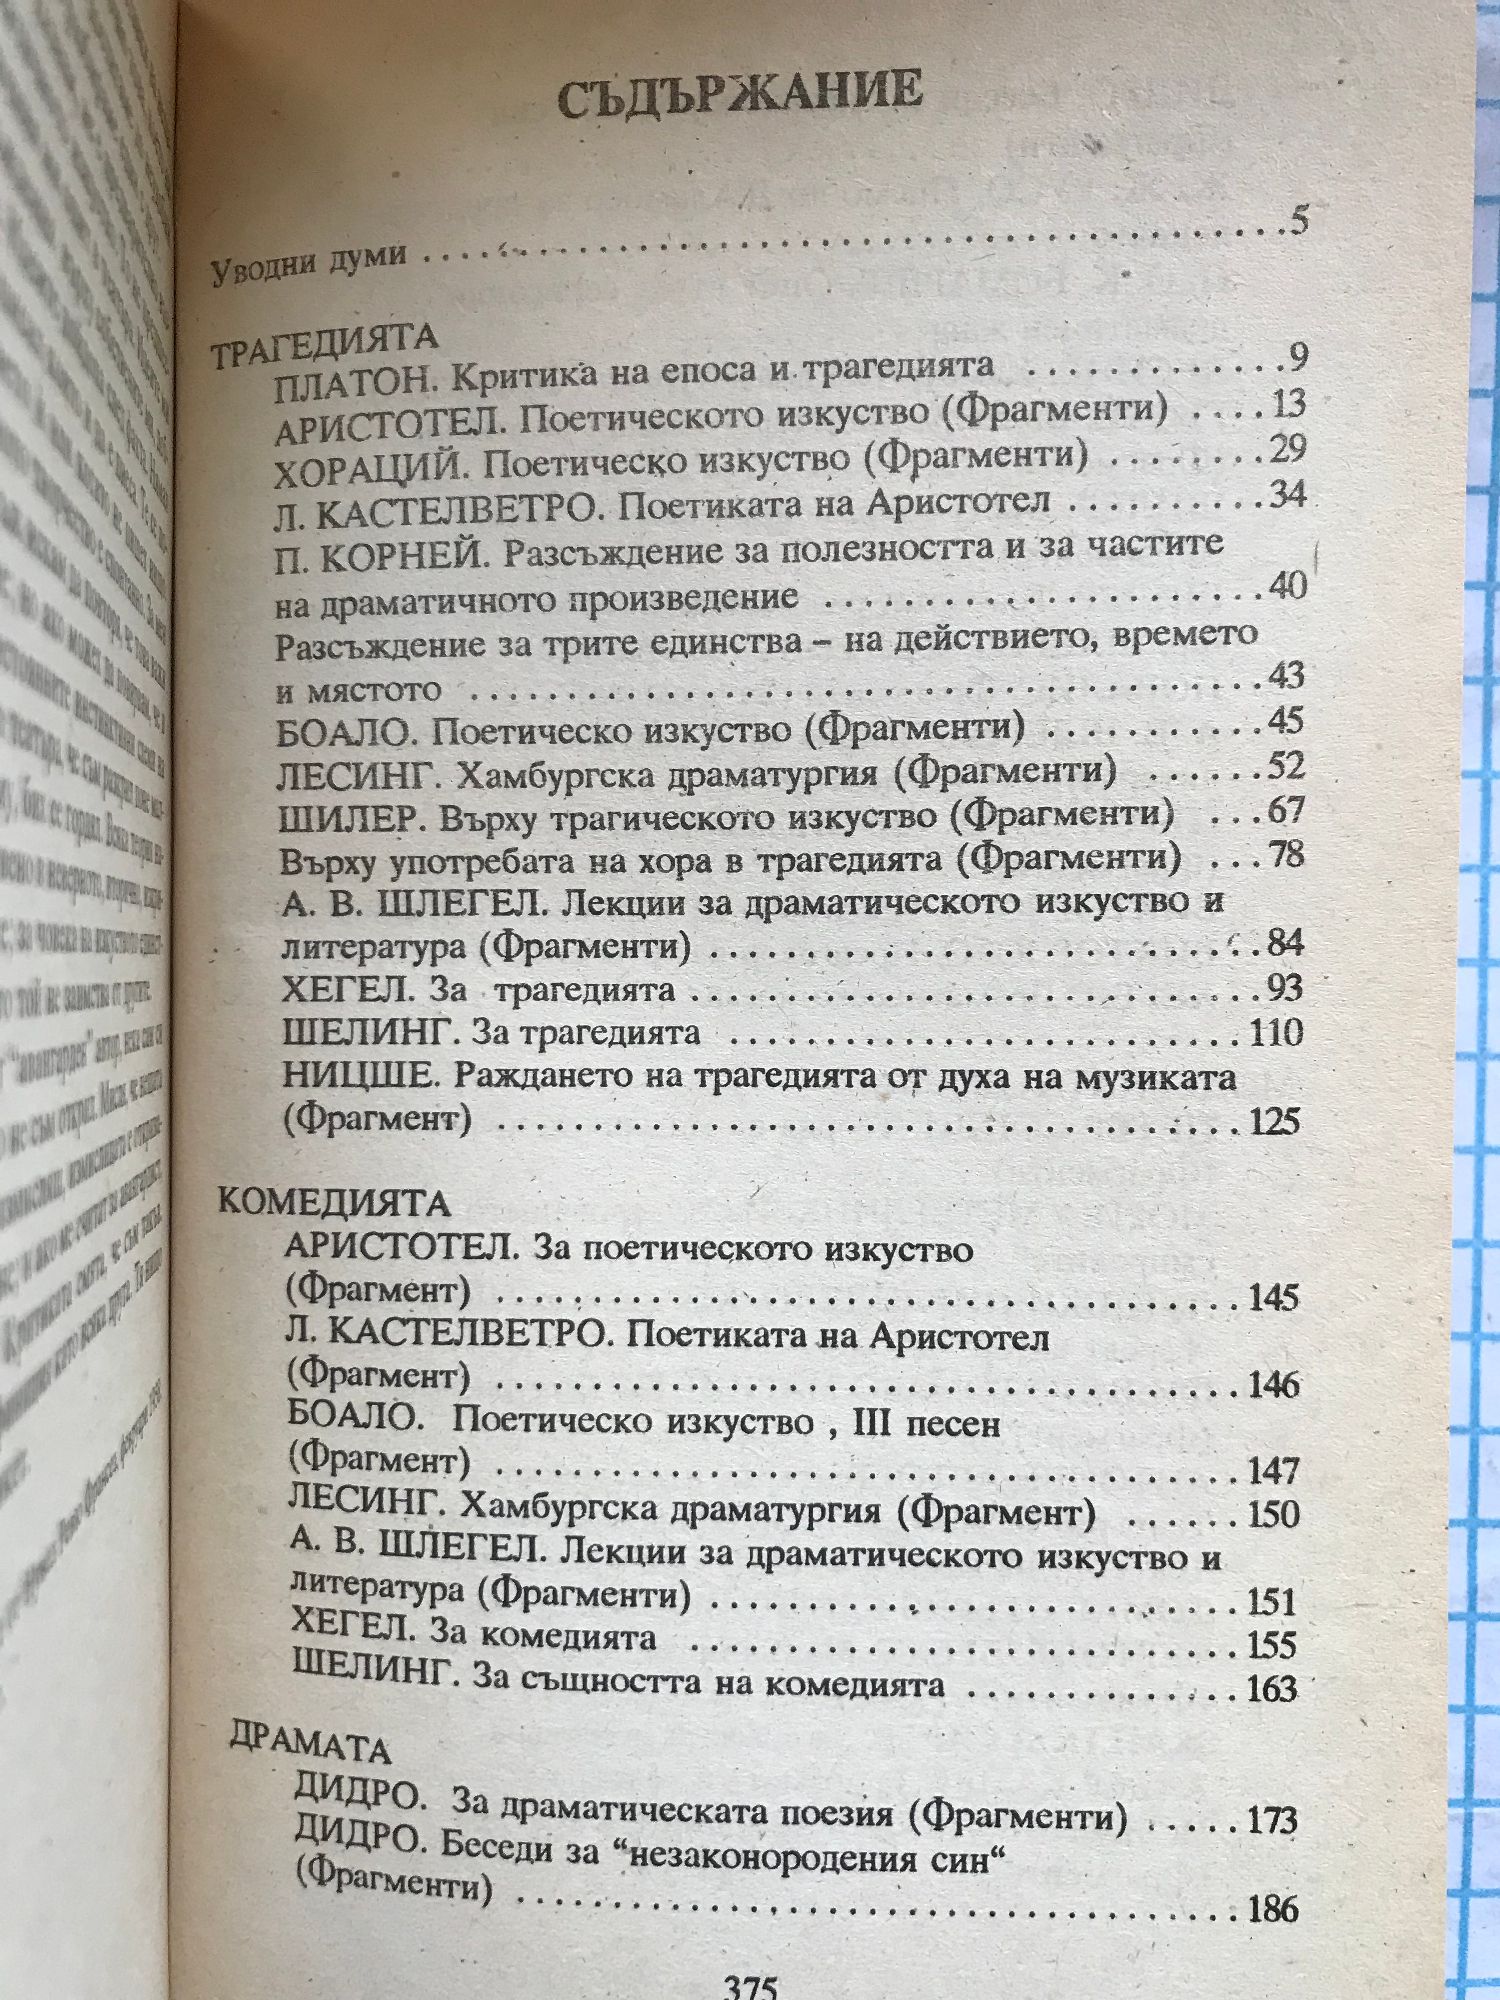 СЪДЪРЖАНИЕ
Уводни думи . . . . . . . . . . . . . . . . . . . . . . . . . . . . . . . . . . . . . . . . 5
ТРАГЕДИЯТА
ПЛАТОН. Критика на епоса и трагедията . . . . . . . . . . . . . 9
АРИСТОТЕЛ. Поетическото изкуство (Фрагменти) . . . . 13
ХОРАЦИЙ. Поетическо изкуство (Фрагменти) . . . . . . . . 29
Л. КАСТЕЛВЕТРО. Поетиката на Аристотел . . . . . . . . . . 34
П. КОРНЕЙ. Разсъждение за полезността и за частите
на драматичното произведение . . . . . . . . . . . . . . . . . . . . . . 40
Разсъждение за трите единства – на действието, времето
и мястото . . . . . . . . . . . . . . . . . . . . . . . . . . . . . . . . . . . . . . 43
БОАЛО. Поетическо изкуство (Фрагменти) . . . . . . . . . . . 45
ЛЕСИНГ. Хамбургска драматургия (Фрагменти) . . . . . . 52
ШИЛЕР. Върху трагическото изкуство (Фрагменти) . . . 67
Върху употребата на хора в трагедията (Фрагменти) . . . 78
А. В. ШЛЕГЕЛ. Лекции за драматическото изкуство и
литература (Фрагменти) . . . . . . . . . . . . . . . . . . . . . . . . . . . 84
ХЕГЕЛ. За трагедията . . . . . . . . . . . . . . . . . . . . . . . . . . . . 93
ШЕЛИНГ. За трагедията . . . . . . . . . . . . . . . . . . . . . . . . . . 110
НИЦШЕ. Раждането на трагедията от духа на музиката
(Фрагмент) . . . . . . . . . . . . . . . . . . . . . . . . . . . . . . . . . . . . . 125
КОМЕДИЯТА
АРИСТОТЕЛ. За поетическото изкуство
(Фрагмент) . . . . . . . . . . . . . . . . . . . . . . . . . . . . . . . . . . . . . 145
Л. КАСТЕЛВЕТРО. Поетиката на Аристотел
(Фрагмент) . . . . . . . . . . . . . . . . . . . . . . . . . . . . . . . . . . . . . 146
БОАЛО. Поетическо изкуство , III песен
(Фрагмент) . . . . . . . . . . . . . . . . . . . . . . . . . . . . . . . . . . . . . 147
ЛЕСИНГ. Хамбургска драматургия (Фрагмент) . . . . . . 150
А. В. ШЛЕГЕЛ. Лекции за драматическото изкуство и
литература (Фрагменти) . . . . . . . . . . . . . . . . . . . . . . . . . . 151
ХЕГЕЛ. За комедията . . . . . . . . . . . . . . . . . . . . . . . . . . . 155
ШЕЛИНГ. За същността на комедията . . . . . . . . . . . . . . 163
ДРАМАТА
ДИДРО. За драматическата поезия (Фрагменти) . . . . . 173
ДИДРО. Беседи за “незаконородения син“
(Фрагменти) . . . . . . . . . . . . . . . . . . . . . . . . . . . . . . . . . . . . 186
375